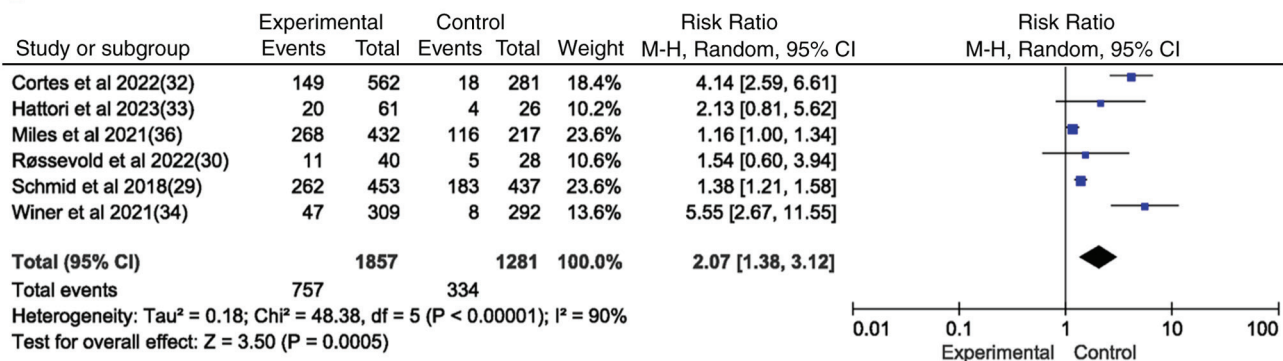 Experimental Control Risk Ratio Risk Ratio
Study or subgroup Events Total Events Total Weight M-H, Random, 95% CI M-H, Random, 95% CI
Cortes et al 2022(32) 149 562 18 281 18.4% 4.14 [2.59, 6.61]
Hattori et al 2023(33) 20 61 4 26 10.2% 2.13 [0.81, 5.62]
Miles et al 2021(36) 268 432 116 217 23.6% 1.16 [1.00, 1.34]
Røssevold et al 2022(30) 11 40 5 28 10.6% 1.54 [0.60, 3.94]
Schmid et al 2018(29) 262 453 183 437 23.6% 1.38 [1.21, 1.58]
Winer et al 2021(34) 47 309 8 292 13.6% 5.55 [2.67, 11.55]
Total (95% CI) 1857 1281 100.0% 2.07 [1.38, 3.12]
Total events 757 334
Heterogeneity: Tau² = 0.18; Chi² = 48.38, df = 5 (P < 0.00001); I² = 90%
Test for overall effect: Z = 3.50 (P = 0.0005)
0.01 0.1 1 10 100
Experimental Control